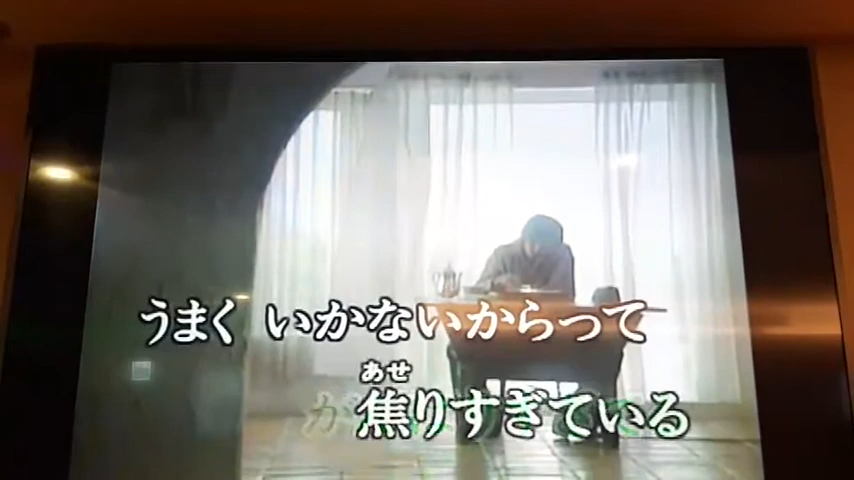 うまく いかないからって
あせ
焦りすぎている